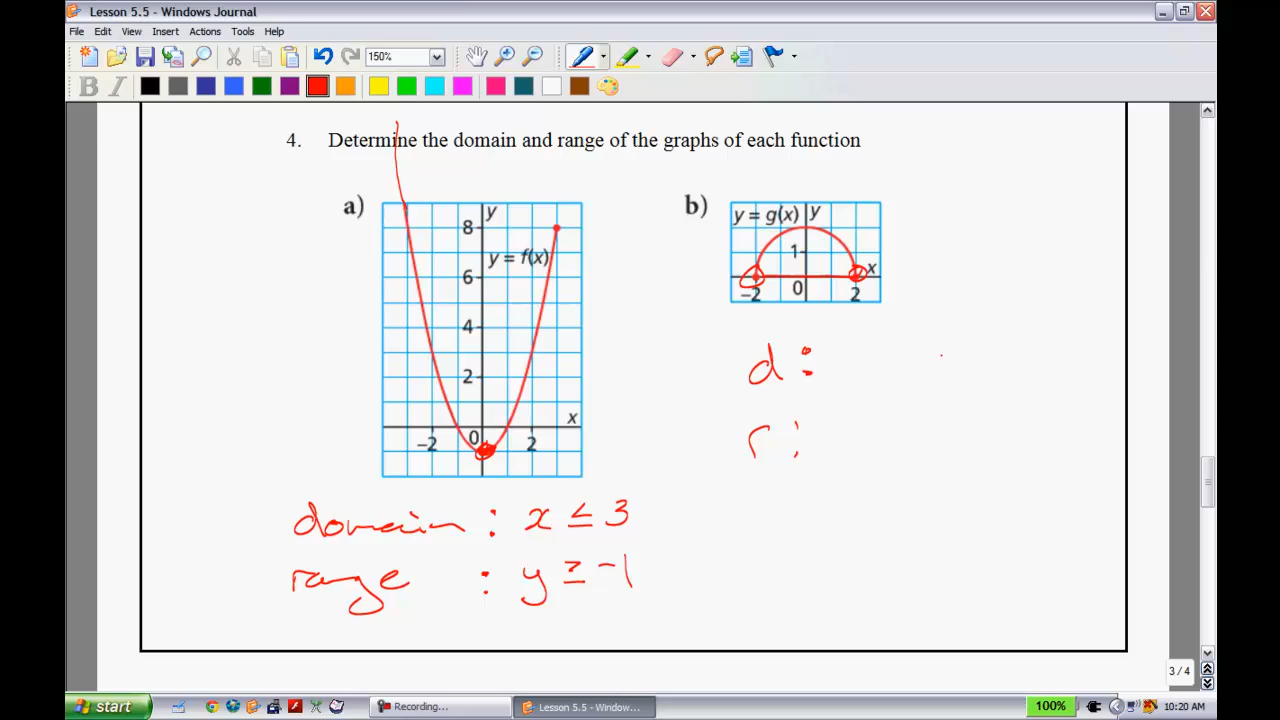 Lesson 5.5 - Windows Journal
File Edit View Insert Actions Tools Help
150%
B I
4. Determine the domain and range of the graphs of each function
a)
8
y
y = f(x)
6
4
2
x
0
-2
2
b)
y = g(x)
y
1
x
-2
0
2
d :
r :
domain : x ≤ 3
range : y ≥ -1
3 / 4
start
Recording...
Lesson 5.5 - Window...
100%
10:20 AM